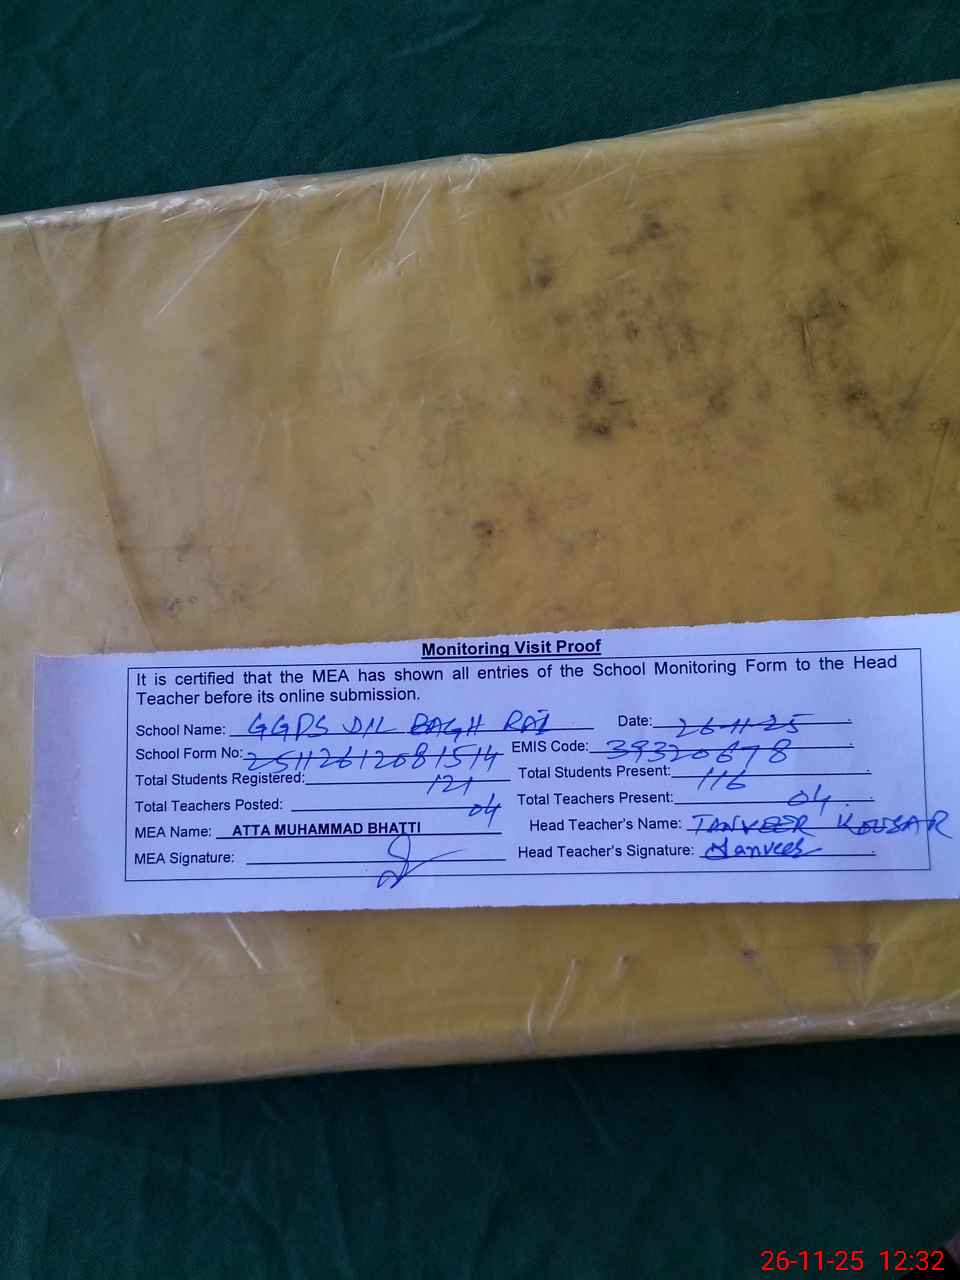 Monitoring Visit Proof
It is certified that the MEA has shown all entries of the School Monitoring Form to the Head
Teacher before its online submission.
School Name: GGPS DIL BAGH RAI Date: 26-11-25
School Form No: 25112612081514 EMIS Code: 39320678
Total Students Registered: 121 Total Students Present: 116
Total Teachers Posted: 04 Total Teachers Present: 04
MEA Name: ATTA MUHAMMAD BHATTI Head Teacher's Name: TANVEER KOUSAR
MEA Signature: Head Teacher's Signature: Tanveer
26-11-25 12:32